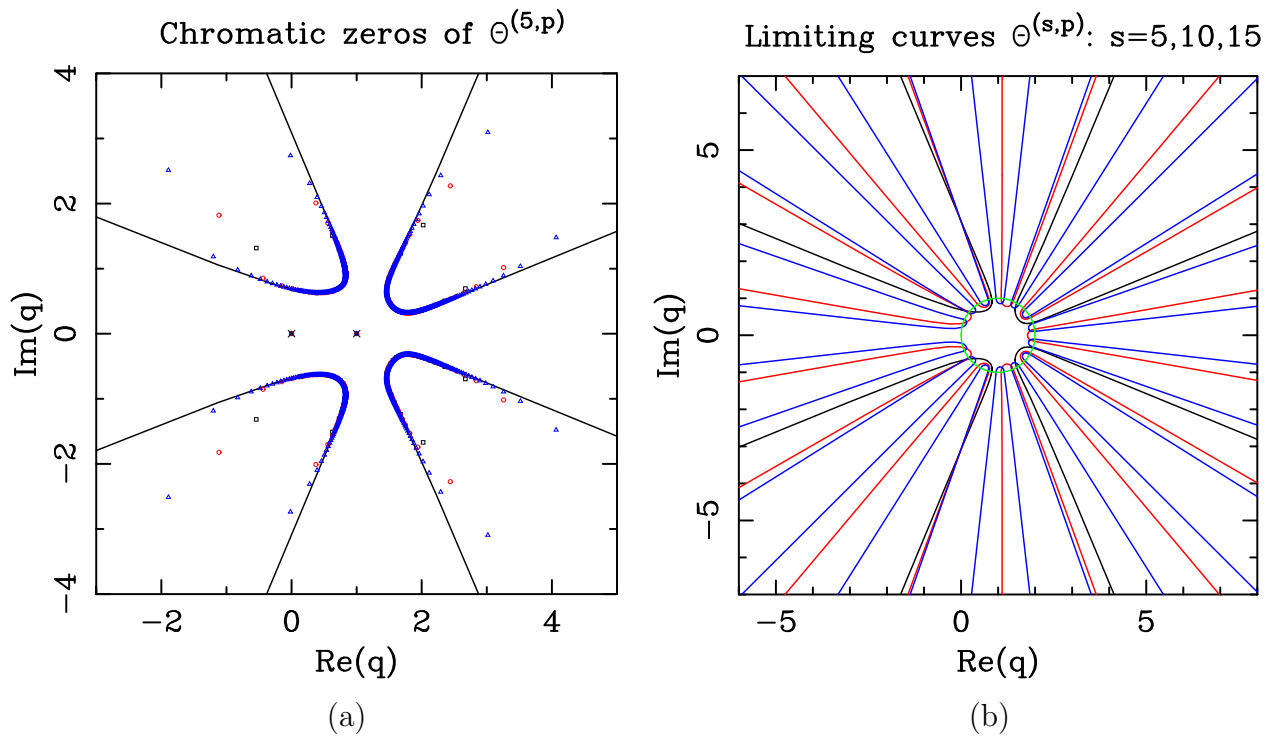 Chromatic zeros of Θ^(5,p)
Im(q)
4
2
0
−2
−4
−2 0 2 4
Re(q)
(a)
Limiting curves Θ^(s,p): s=5,10,15
Im(q)
5
0
−5
−5 0 5
Re(q)
(b)